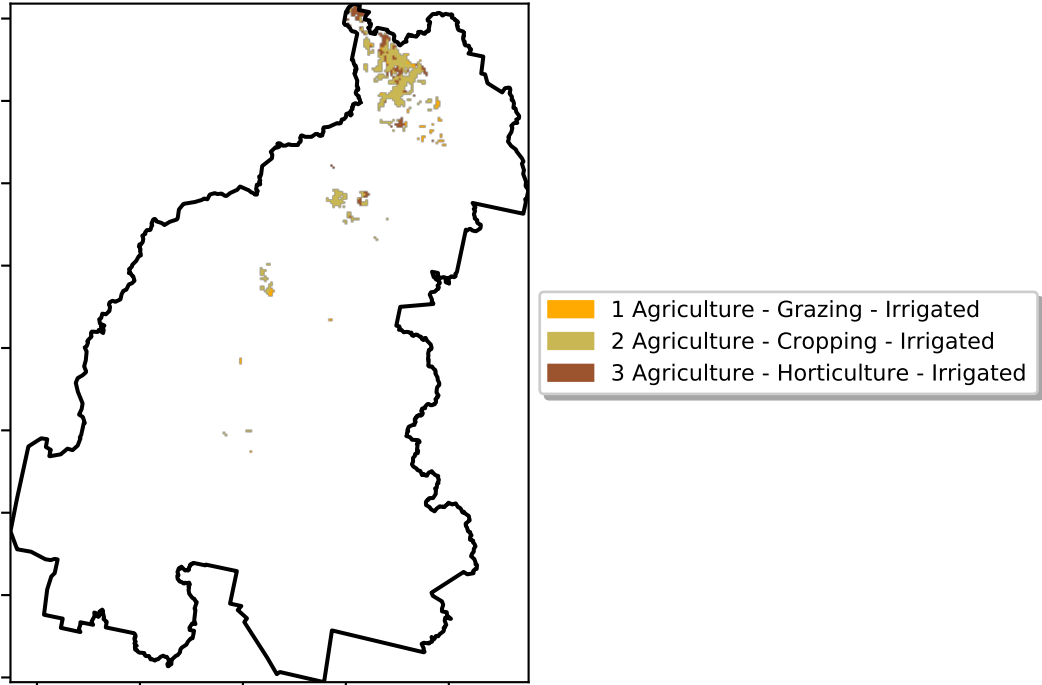 1 Agriculture - Grazing - Irrigated
2 Agriculture - Cropping - Irrigated
3 Agriculture - Horticulture - Irrigated